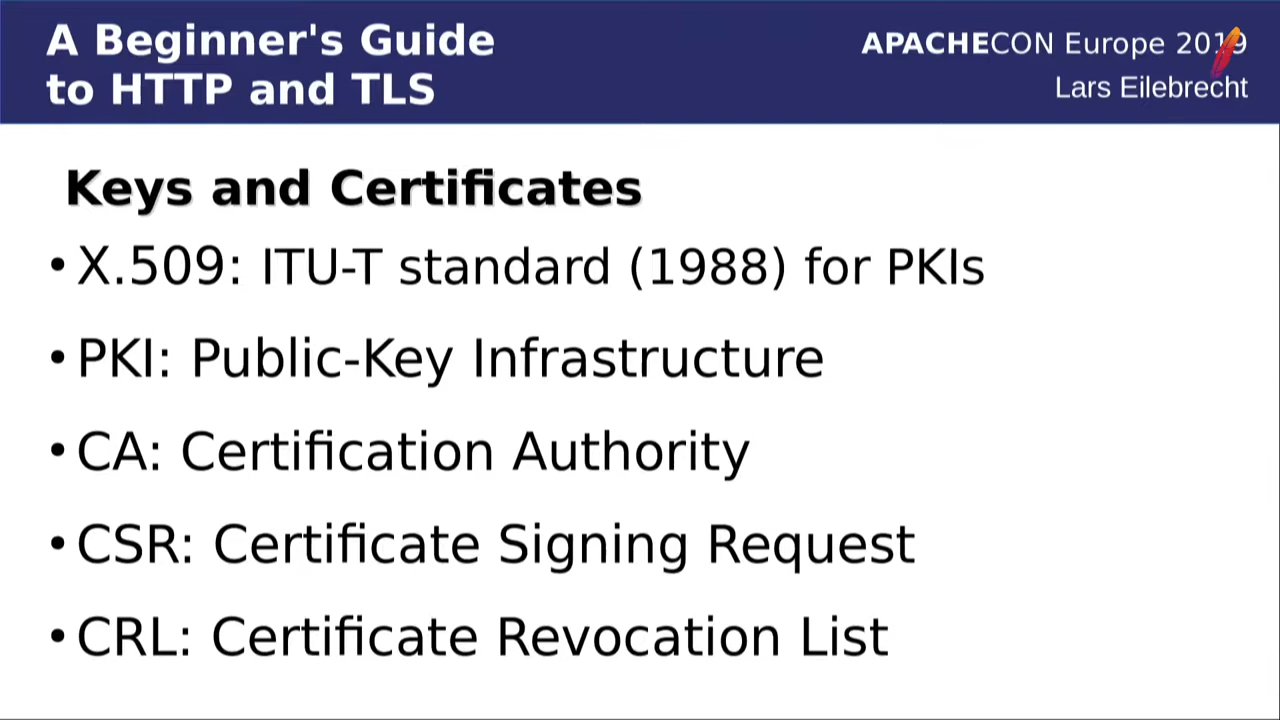 A Beginner's Guide
to HTTP and TLS
APACHECON Europe 2019
Lars Eilebrecht
Keys and Certificates
• X.509: ITU-T standard (1988) for PKIs
• PKI: Public-Key Infrastructure
• CA: Certification Authority
• CSR: Certificate Signing Request
• CRL: Certificate Revocation List